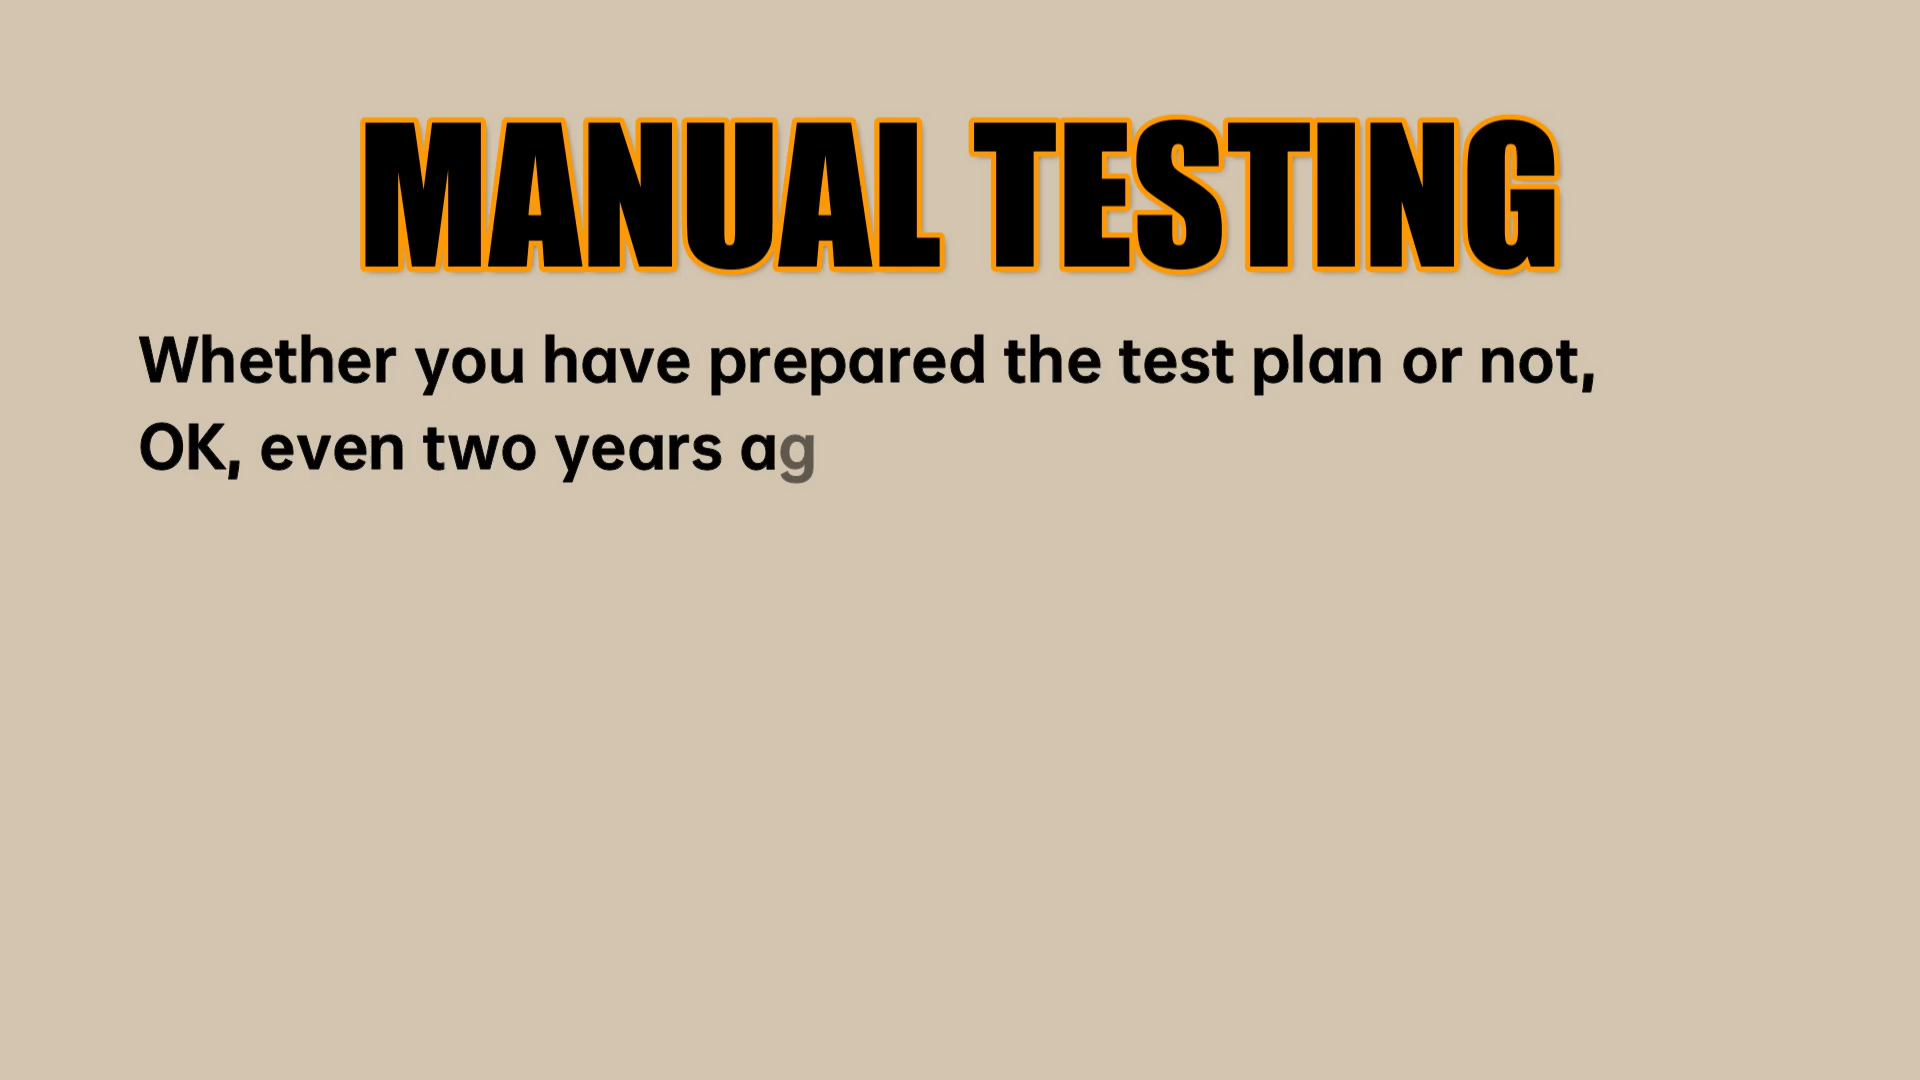 MANUAL TESTING
Whether you have prepared the test plan or not,
OK, even two years ag